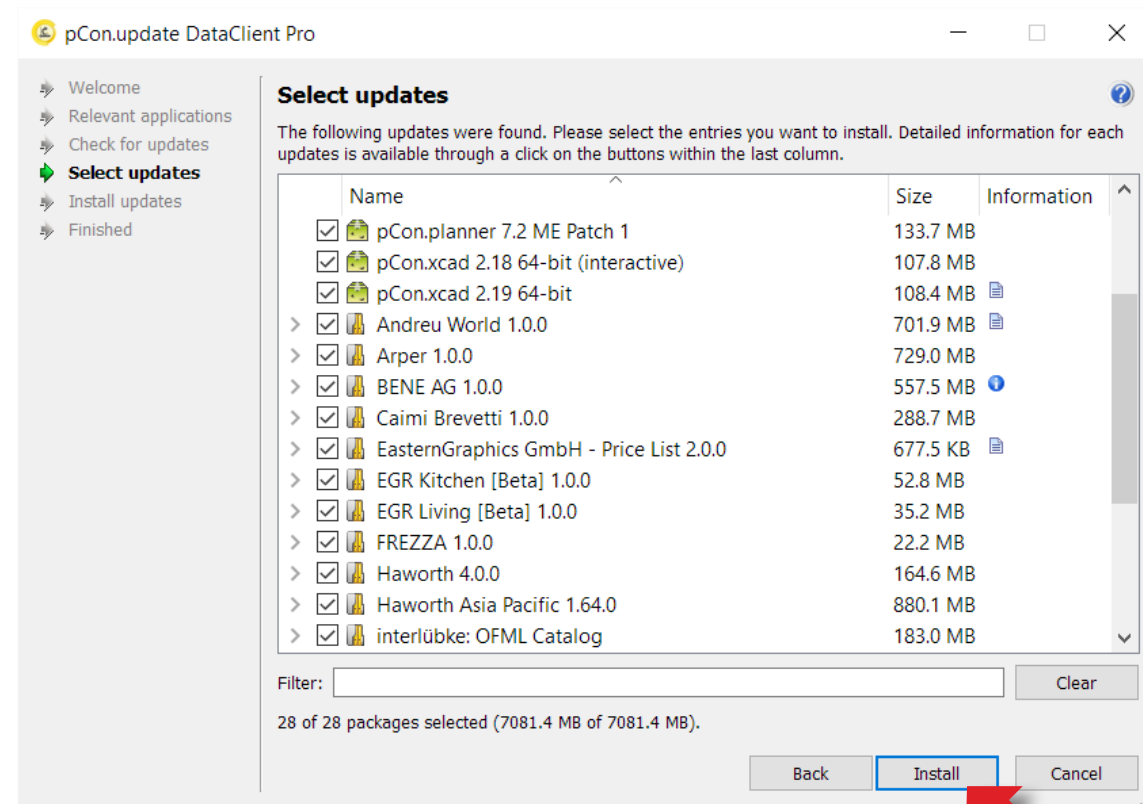 pCon.update DataClient Pro
Welcome
Relevant applications
Check for updates
Select updates
Install updates
Finished
Select updates
The following updates were found. Please select the entries you want to install. Detailed information for each
updates is available through a click on the buttons within the last column.
Name Size Information
pCon.planner 7.2 ME Patch 1 133.7 MB
pCon.xcad 2.18 64-bit (interactive) 107.8 MB
pCon.xcad 2.19 64-bit 108.4 MB
Andreu World 1.0.0 701.9 MB
Arper 1.0.0 729.0 MB
BENE AG 1.0.0 557.5 MB
Caimi Brevetti 1.0.0 288.7 MB
EasternGraphics GmbH - Price List 2.0.0 677.5 KB
EGR Kitchen [Beta] 1.0.0 52.8 MB
EGR Living [Beta] 1.0.0 35.2 MB
FREZZA 1.0.0 22.2 MB
Haworth 4.0.0 164.6 MB
Haworth Asia Pacific 1.64.0 880.1 MB
interlübke: OFML Catalog 183.0 MB
Filter: Clear
28 of 28 packages selected (7081.4 MB of 7081.4 MB).
Back Install Cancel